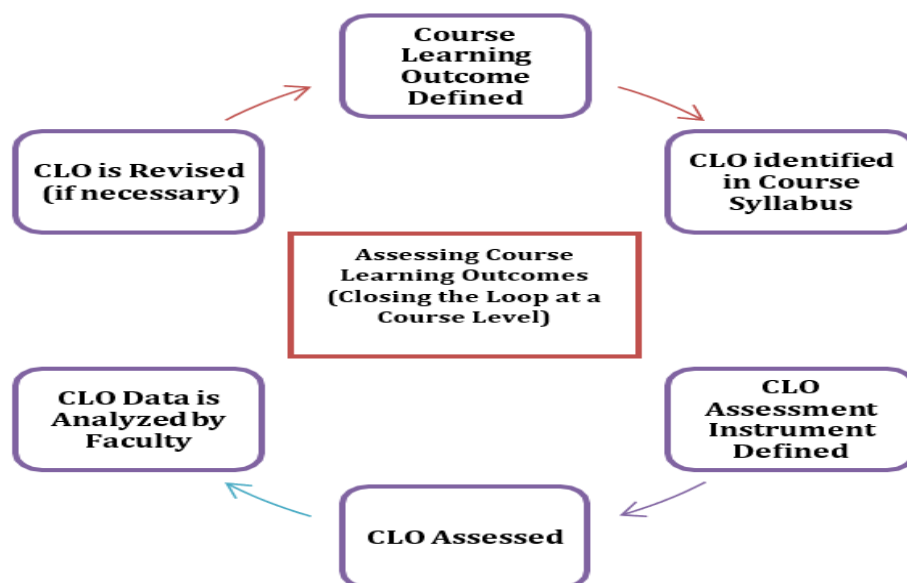 Course
Learning
Outcome
Defined
CLO is Revised
(if necessary)
CLO identified
in Course
Syllabus
Assessing Course
Learning Outcomes
(Closing the Loop at a
Course Level)
CLO Data is
Analyzed by
Faculty
CLO
Assessment
Instrument
Defined
CLO Assessed